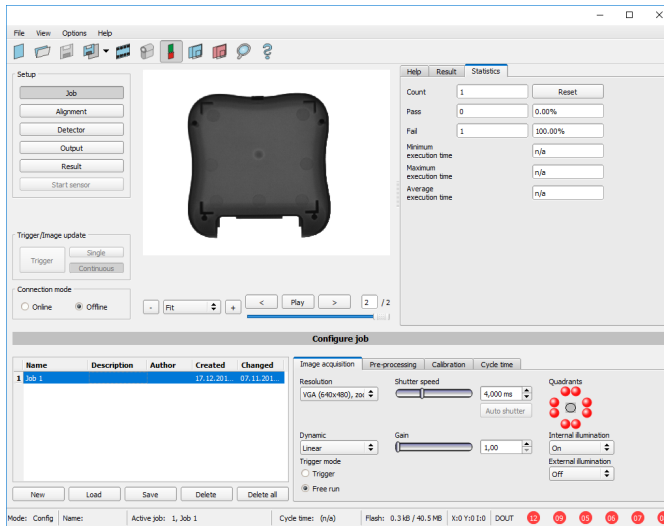 File View Options Help
Setup
Job
Alignment
Detector
Output
Result
Start sensor
Trigger/Image update
Trigger
Single
Continuous
Connection mode
Online Offline
- Fit + < Play > 2 / 2
Help Result Statistics
Count 1 Reset
Pass 0 0.00%
Fail 1 100.00%
Minimum
execution time n/a
Maximum
execution time n/a
Average
execution time n/a
Configure job
Name Description Author Created Changed
1 Job 1 17.12.201... 07.11.201...
New Load Save Delete Delete all
Image acquisition Pre-processing Calibration Cycle time
Resolution Shutter speed Quadrants
VGA (640x480), zoo 4,000 ms
Auto shutter
Dynamic Gain Internal illumination
Linear 1,00 On
Trigger mode External illumination
Trigger Off
Free run
Mode: Config Name: Active job: 1, Job 1 Cycle time: (n/a) Flash: 0.3 kB / 40.5 MB X:0 Y:0 I:0 DOUT 12 09 05 06 07